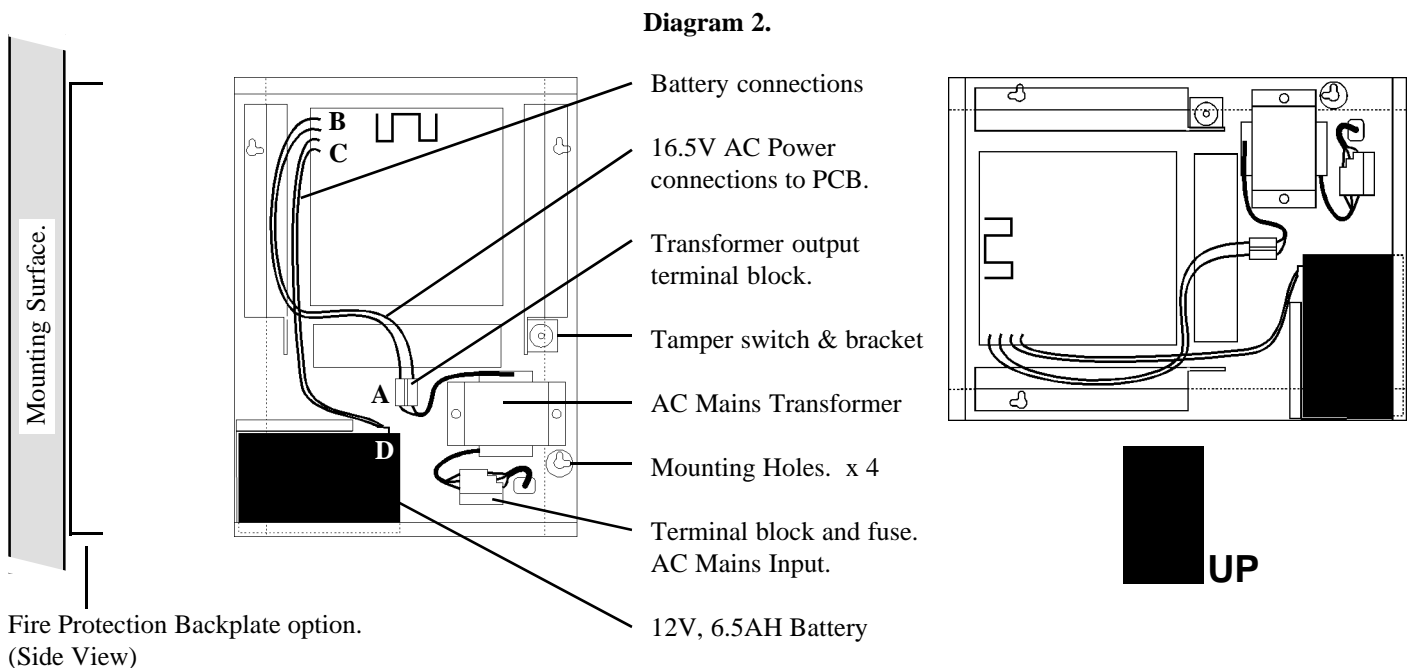 Diagram 2.
Battery connections
16.5V AC Power
connections to PCB.
Transformer output
terminal block.
Tamper switch & bracket
AC Mains Transformer
Mounting Holes.  x 4
Terminal block and fuse.
AC Mains Input.
12V, 6.5AH Battery
B
C
A
D
Mounting Surface.
Fire Protection Backplate option.
(Side View)
UP